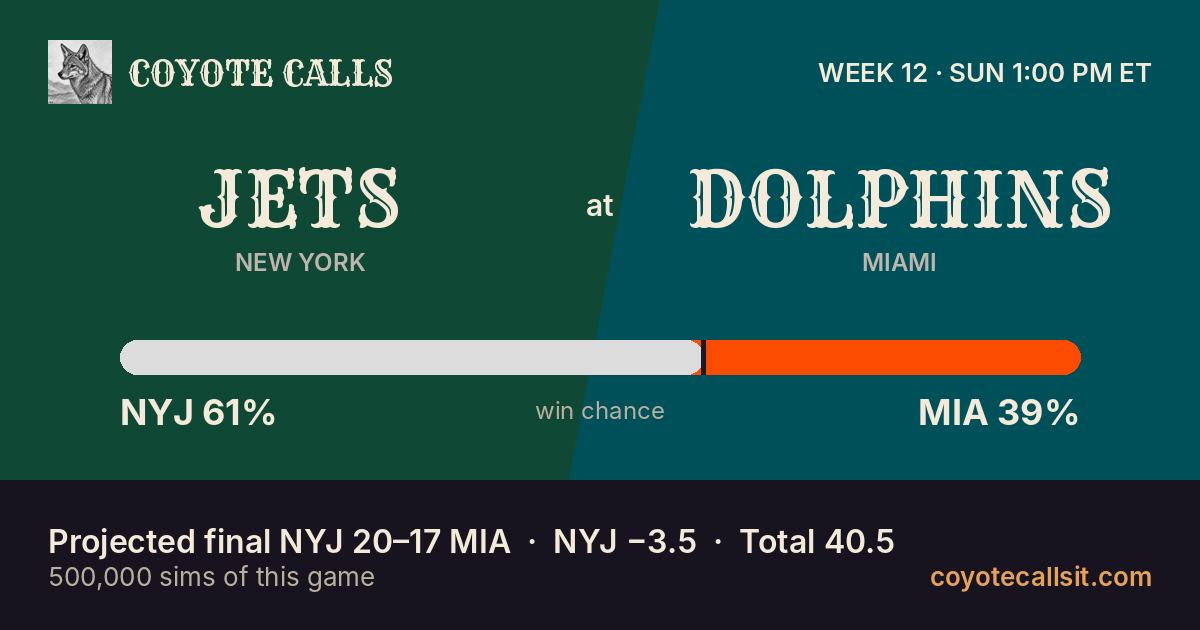 COYOTE CALLS
WEEK 12 · SUN 1:00 PM ET
JETS
at
DOLPHINS
NEW YORK
MIAMI
NYJ 61%
win chance
MIA 39%
Projected final NYJ 20–17 MIA · NYJ −3.5 · Total 40.5
500,000 sims of this game
coyotecallsit.com